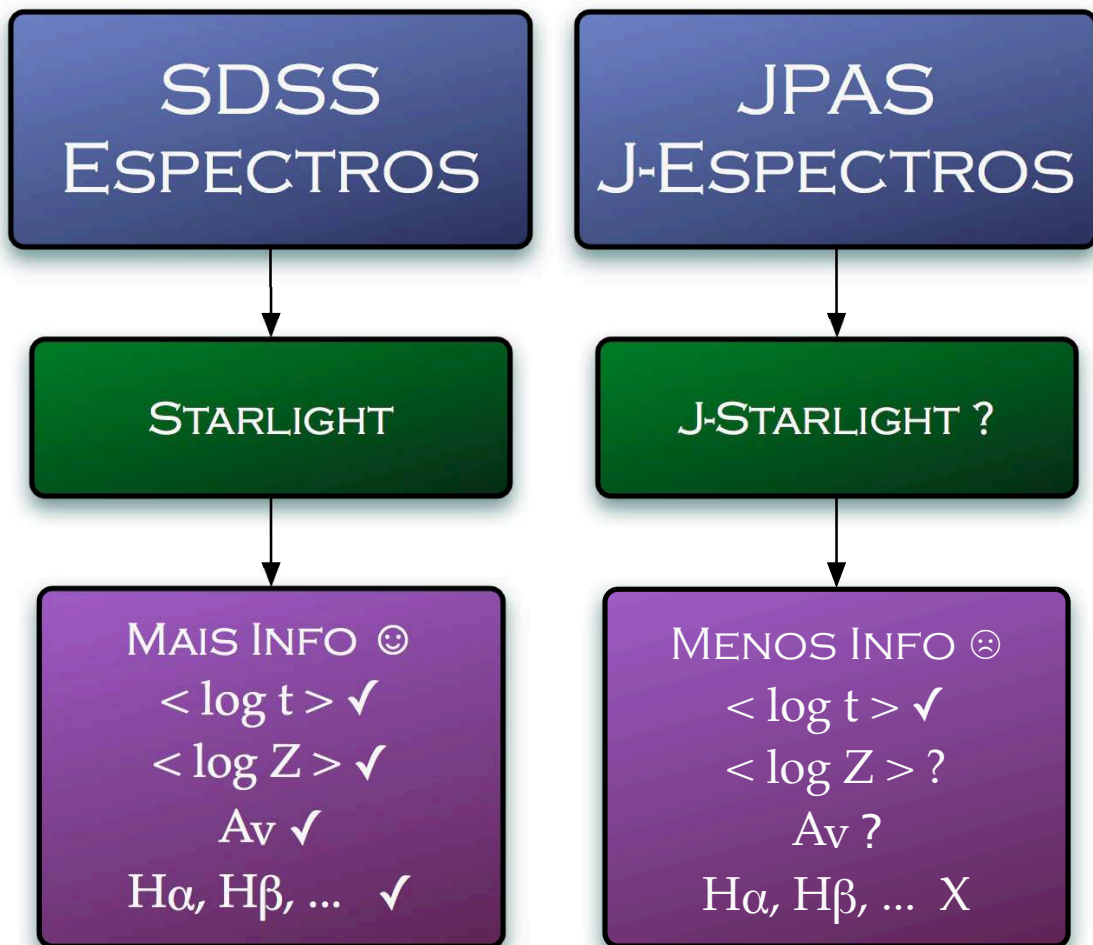 SDSS
ESPECTROS
STARLIGHT
MAIS INFO ☺
< log t > ✓
< log Z > ✓
Av ✓
Hα, Hβ, ... ✓
JPAS
J-ESPECTROS
J-STARLIGHT ?
MENOS INFO ☹
< log t > ✓
< log Z > ?
Av ?
Hα, Hβ, ... X